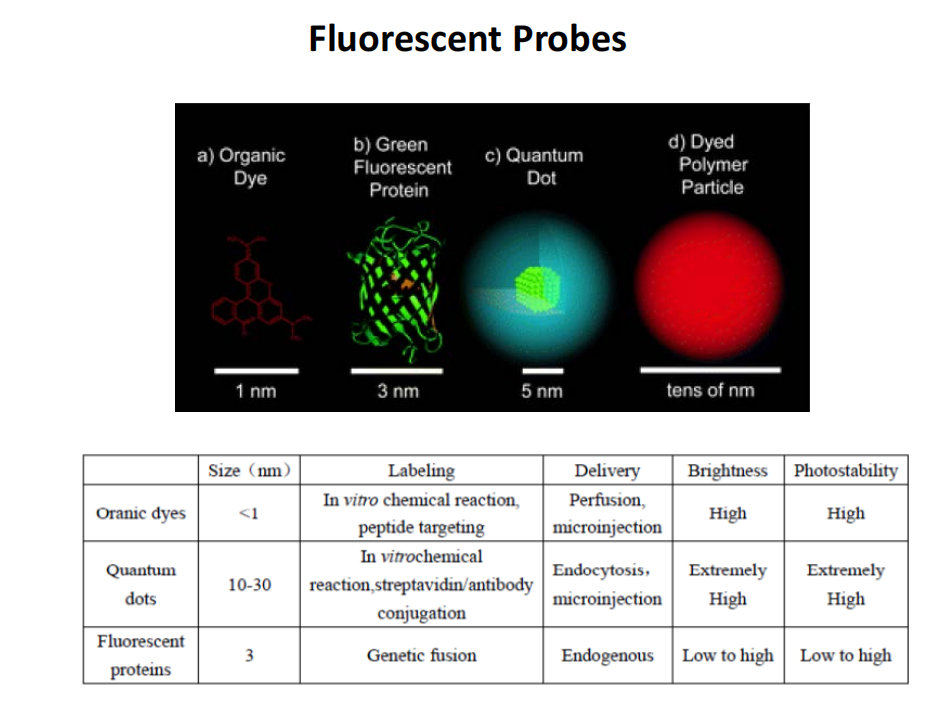 Fluorescent Probes
a) Organic
Dye
b) Green
Fluorescent
Protein
c) Quantum
Dot
d) Dyed
Polymer
Particle
1 nm
3 nm
5 nm
tens of nm
Size（nm） Labeling Delivery Brightness Photostability
Oranic dyes <1 In vitro chemical reaction, peptide targeting Perfusion, microinjection High High
Quantum dots 10-30 In vitrochemical reaction,streptavidin/antibody conjugation Endocytosis， microinjection Extremely High Extremely High
Fluorescent proteins 3 Genetic fusion Endogenous Low to high Low to high